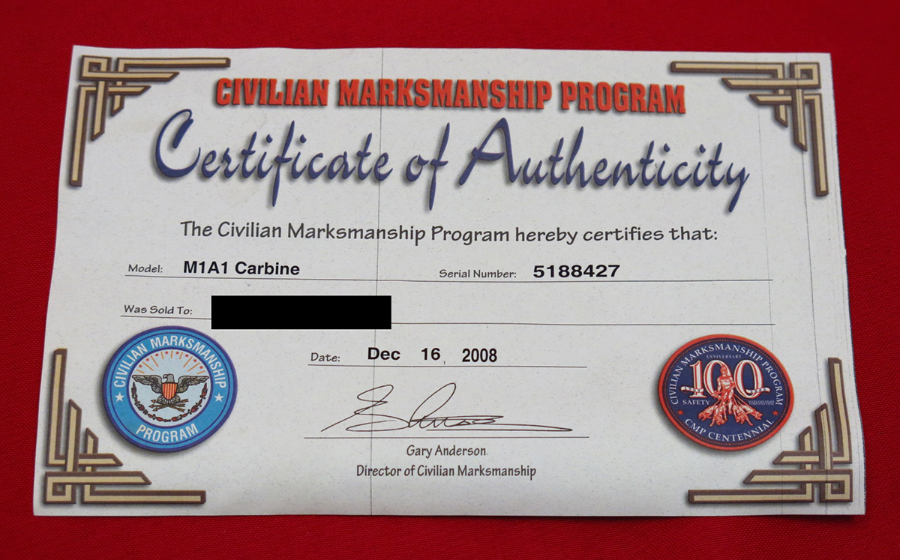 CIVILIAN MARKSMANSHIP PROGRAM
Certificate of Authenticity
The Civilian Marksmanship Program hereby certifies that:
Model: M1A1 Carbine Serial Number: 5188427
Was Sold To:
Date: Dec 16, 2008
Gary Anderson
Director of Civilian Marksmanship
CIVILIAN MARKSMANSHIP
PROGRAM
CIVILIAN MARKSMANSHIP PROGRAM
ANNIVERSARY
100
SAFETY
CMP CENTENNIAL